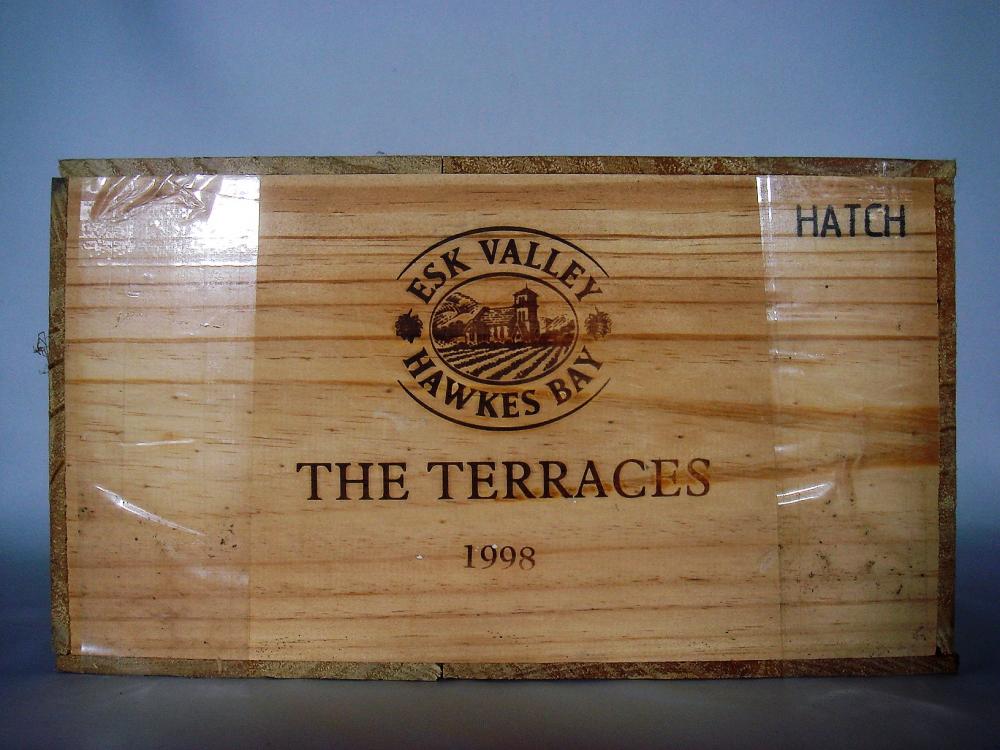 HATCH
ESK VALLEY
HAWKES BAY
THE TERRACES
1998